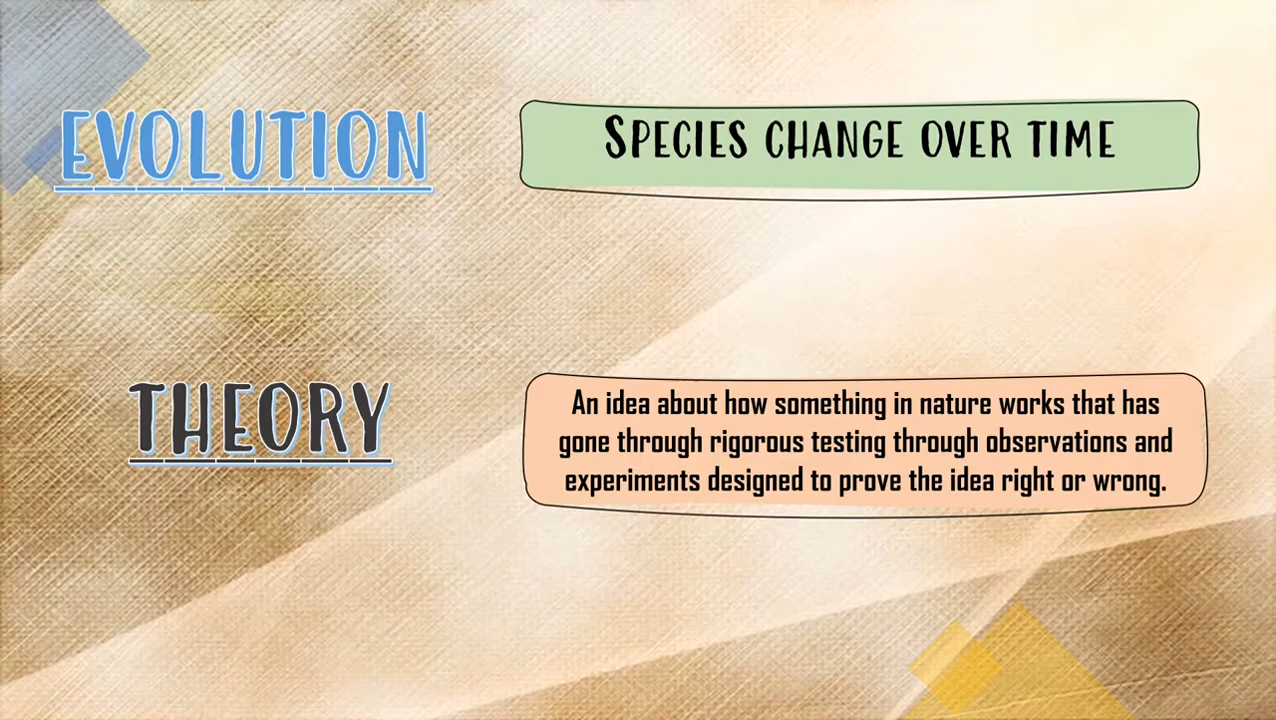 EVOLUTION
SPECIES CHANGE OVER TIME
THEORY
An idea about how something in nature works that has
gone through rigorous testing through observations and
experiments designed to prove the idea right or wrong.